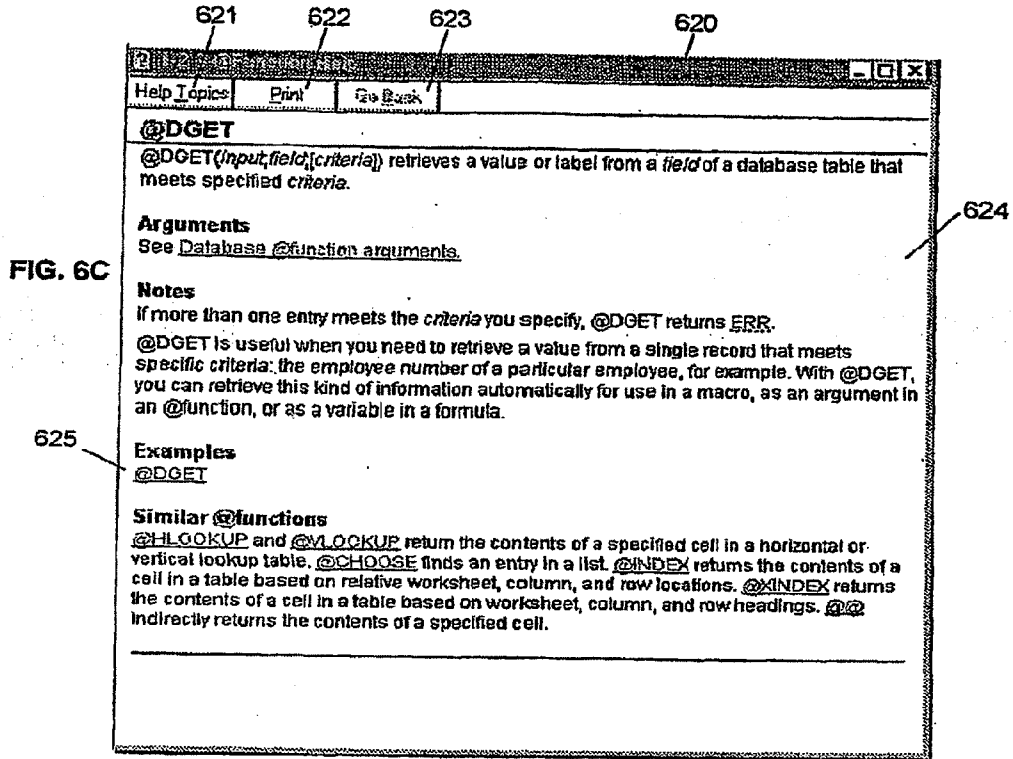 621 622 623 620
@Function Help
Help Topics Print Go Back
@DGET
@DGET(input;field;[criteria]) retrieves a value or label from a field of a database table that
meets specified criteria.
624
Arguments
See Database @function arguments.
FIG. 6C
Notes
If more than one entry meets the criteria you specify, @DGET returns ERR.
@DGET is useful when you need to retrieve a value from a single record that meets
specific criteria: the employee number of a particular employee, for example. With @DGET,
you can retrieve this kind of information automatically for use in a macro, as an argument in
an @function, or as a variable in a formula.
625
Examples
@DGET
Similar @functions
@HLOOKUP and @VLOOKUP return the contents of a specified cell in a horizontal or
vertical lookup table. @CHOOSE finds an entry in a list. @INDEX returns the contents of a
cell in a table based on relative worksheet, column, and row locations. @XINDEX returns
the contents of a cell in a table based on worksheet, column, and row headings. @@
indirectly returns the contents of a specified cell.